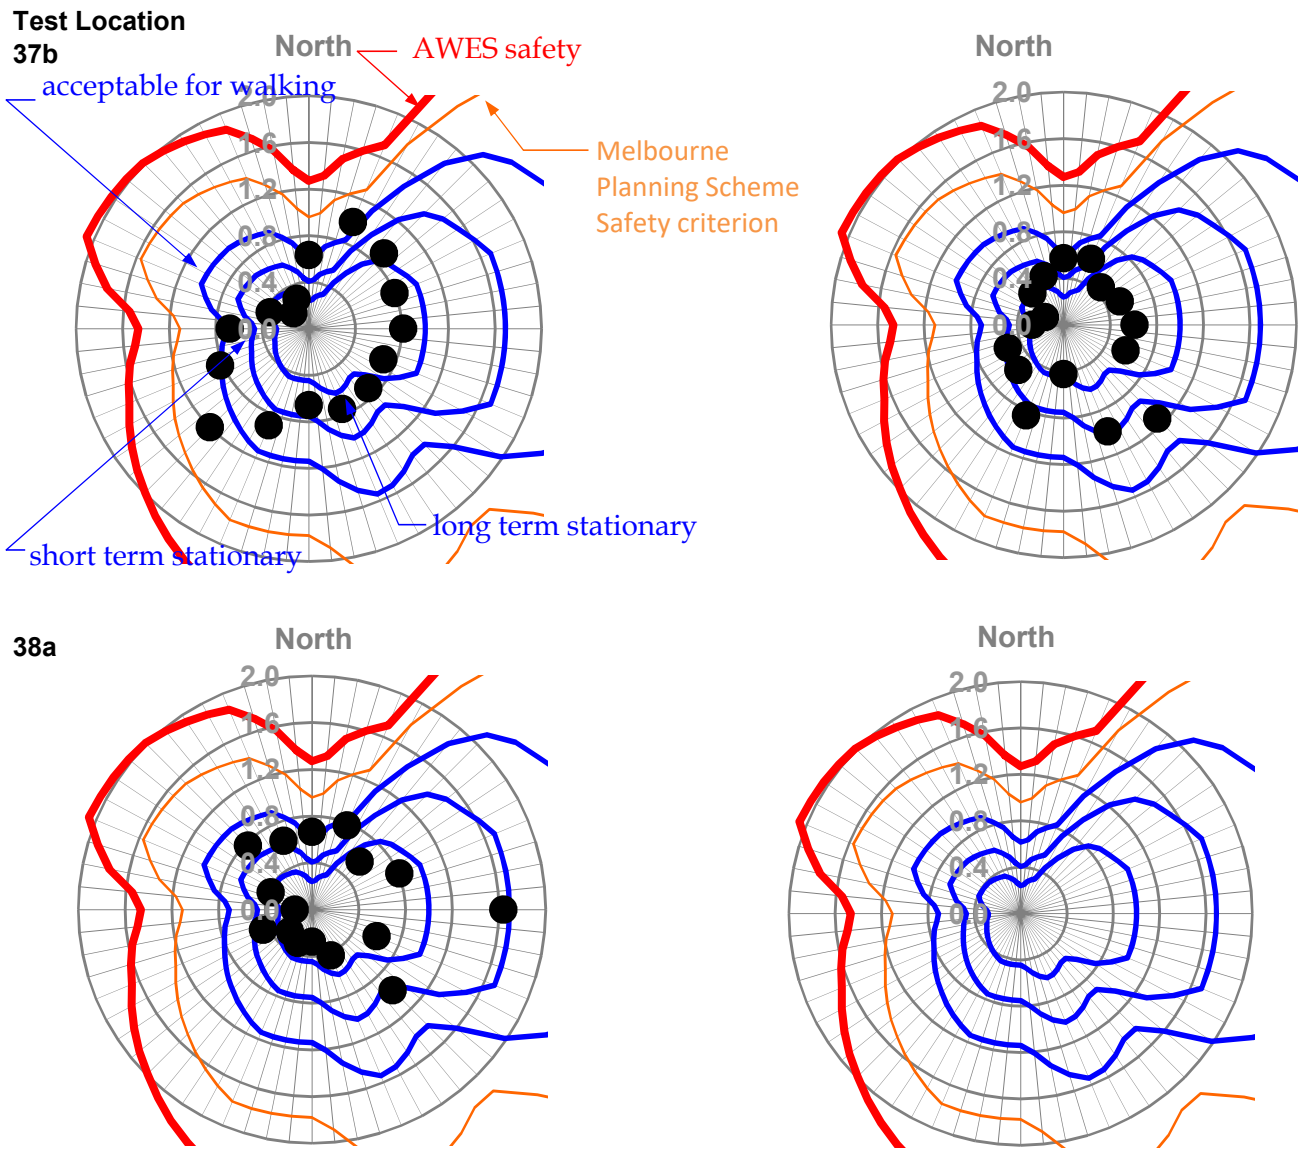 Test Location
37b
North
AWES safety
acceptable for walking
2.0
1.6
1.2
0.8
0.4
0.0
Melbourne
Planning Scheme
Safety criterion
long term stationary
short term stationary
North
2.0
1.6
1.2
0.8
0.4
0.0
38a
North
2.0
1.6
1.2
0.8
0.4
0.0
North
2.0
1.6
1.2
0.8
0.4
0.0